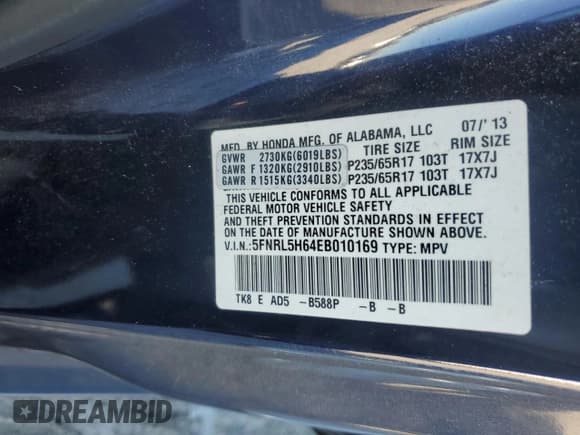 MFD. BY HONDA MFG. OF ALABAMA, LLC 07/'13
TIRE SIZE RIM SIZE
GVWR 2730KG(6019LBS)
GAWR F 1320KG(2910LBS) P235/65R17 103T 17X7J
GAWR R 1515KG(3340LBS) P235/65R17 103T 17X7J
THIS VEHICLE CONFORMS TO ALL APPLICABLE
FEDERAL MOTOR VEHICLE SAFETY
AND THEFT PREVENTION STANDARDS IN EFFECT
ON THE DATE OF MANUFACTURE SHOWN ABOVE.
V.I.N.:5FNRL5H64EB010169 TYPE: MPV
TK8 E AD5 -B588P -B -B
DREAMBID